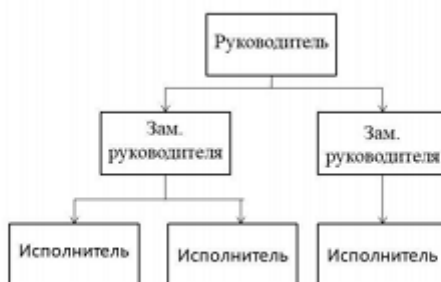 Руководитель
Зам.
руководителя
Зам.
руководителя
Исполнитель
Исполнитель
Исполнитель